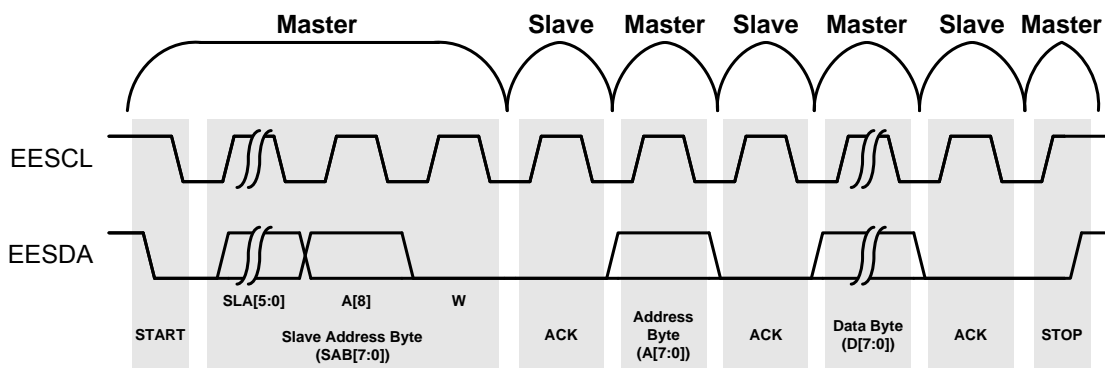 Master Slave Master Slave Master Slave Master
EESCL
EESDA
SLA[5:0] A[8] W
START
Slave Address Byte
(SAB[7:0])
ACK
Address
Byte
(A[7:0])
ACK
Data Byte
(D[7:0])
ACK
STOP